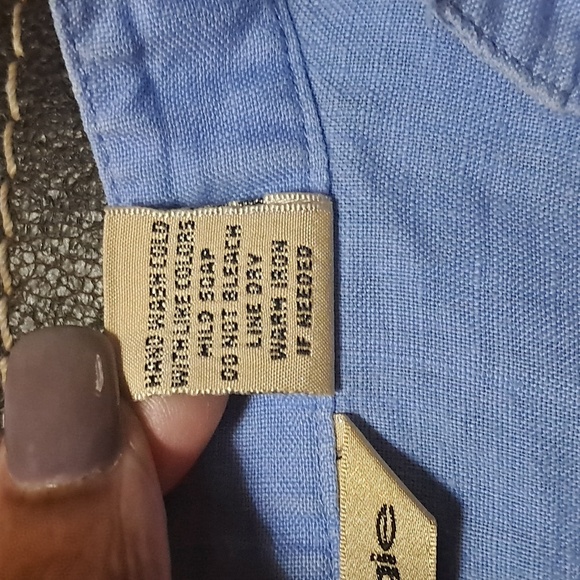 HAND WASH COLD
WITH LIKE COLORS
MILD SOAP
DO NOT BLEACH
LINE DRY
WARM IRON
IF NEEDED